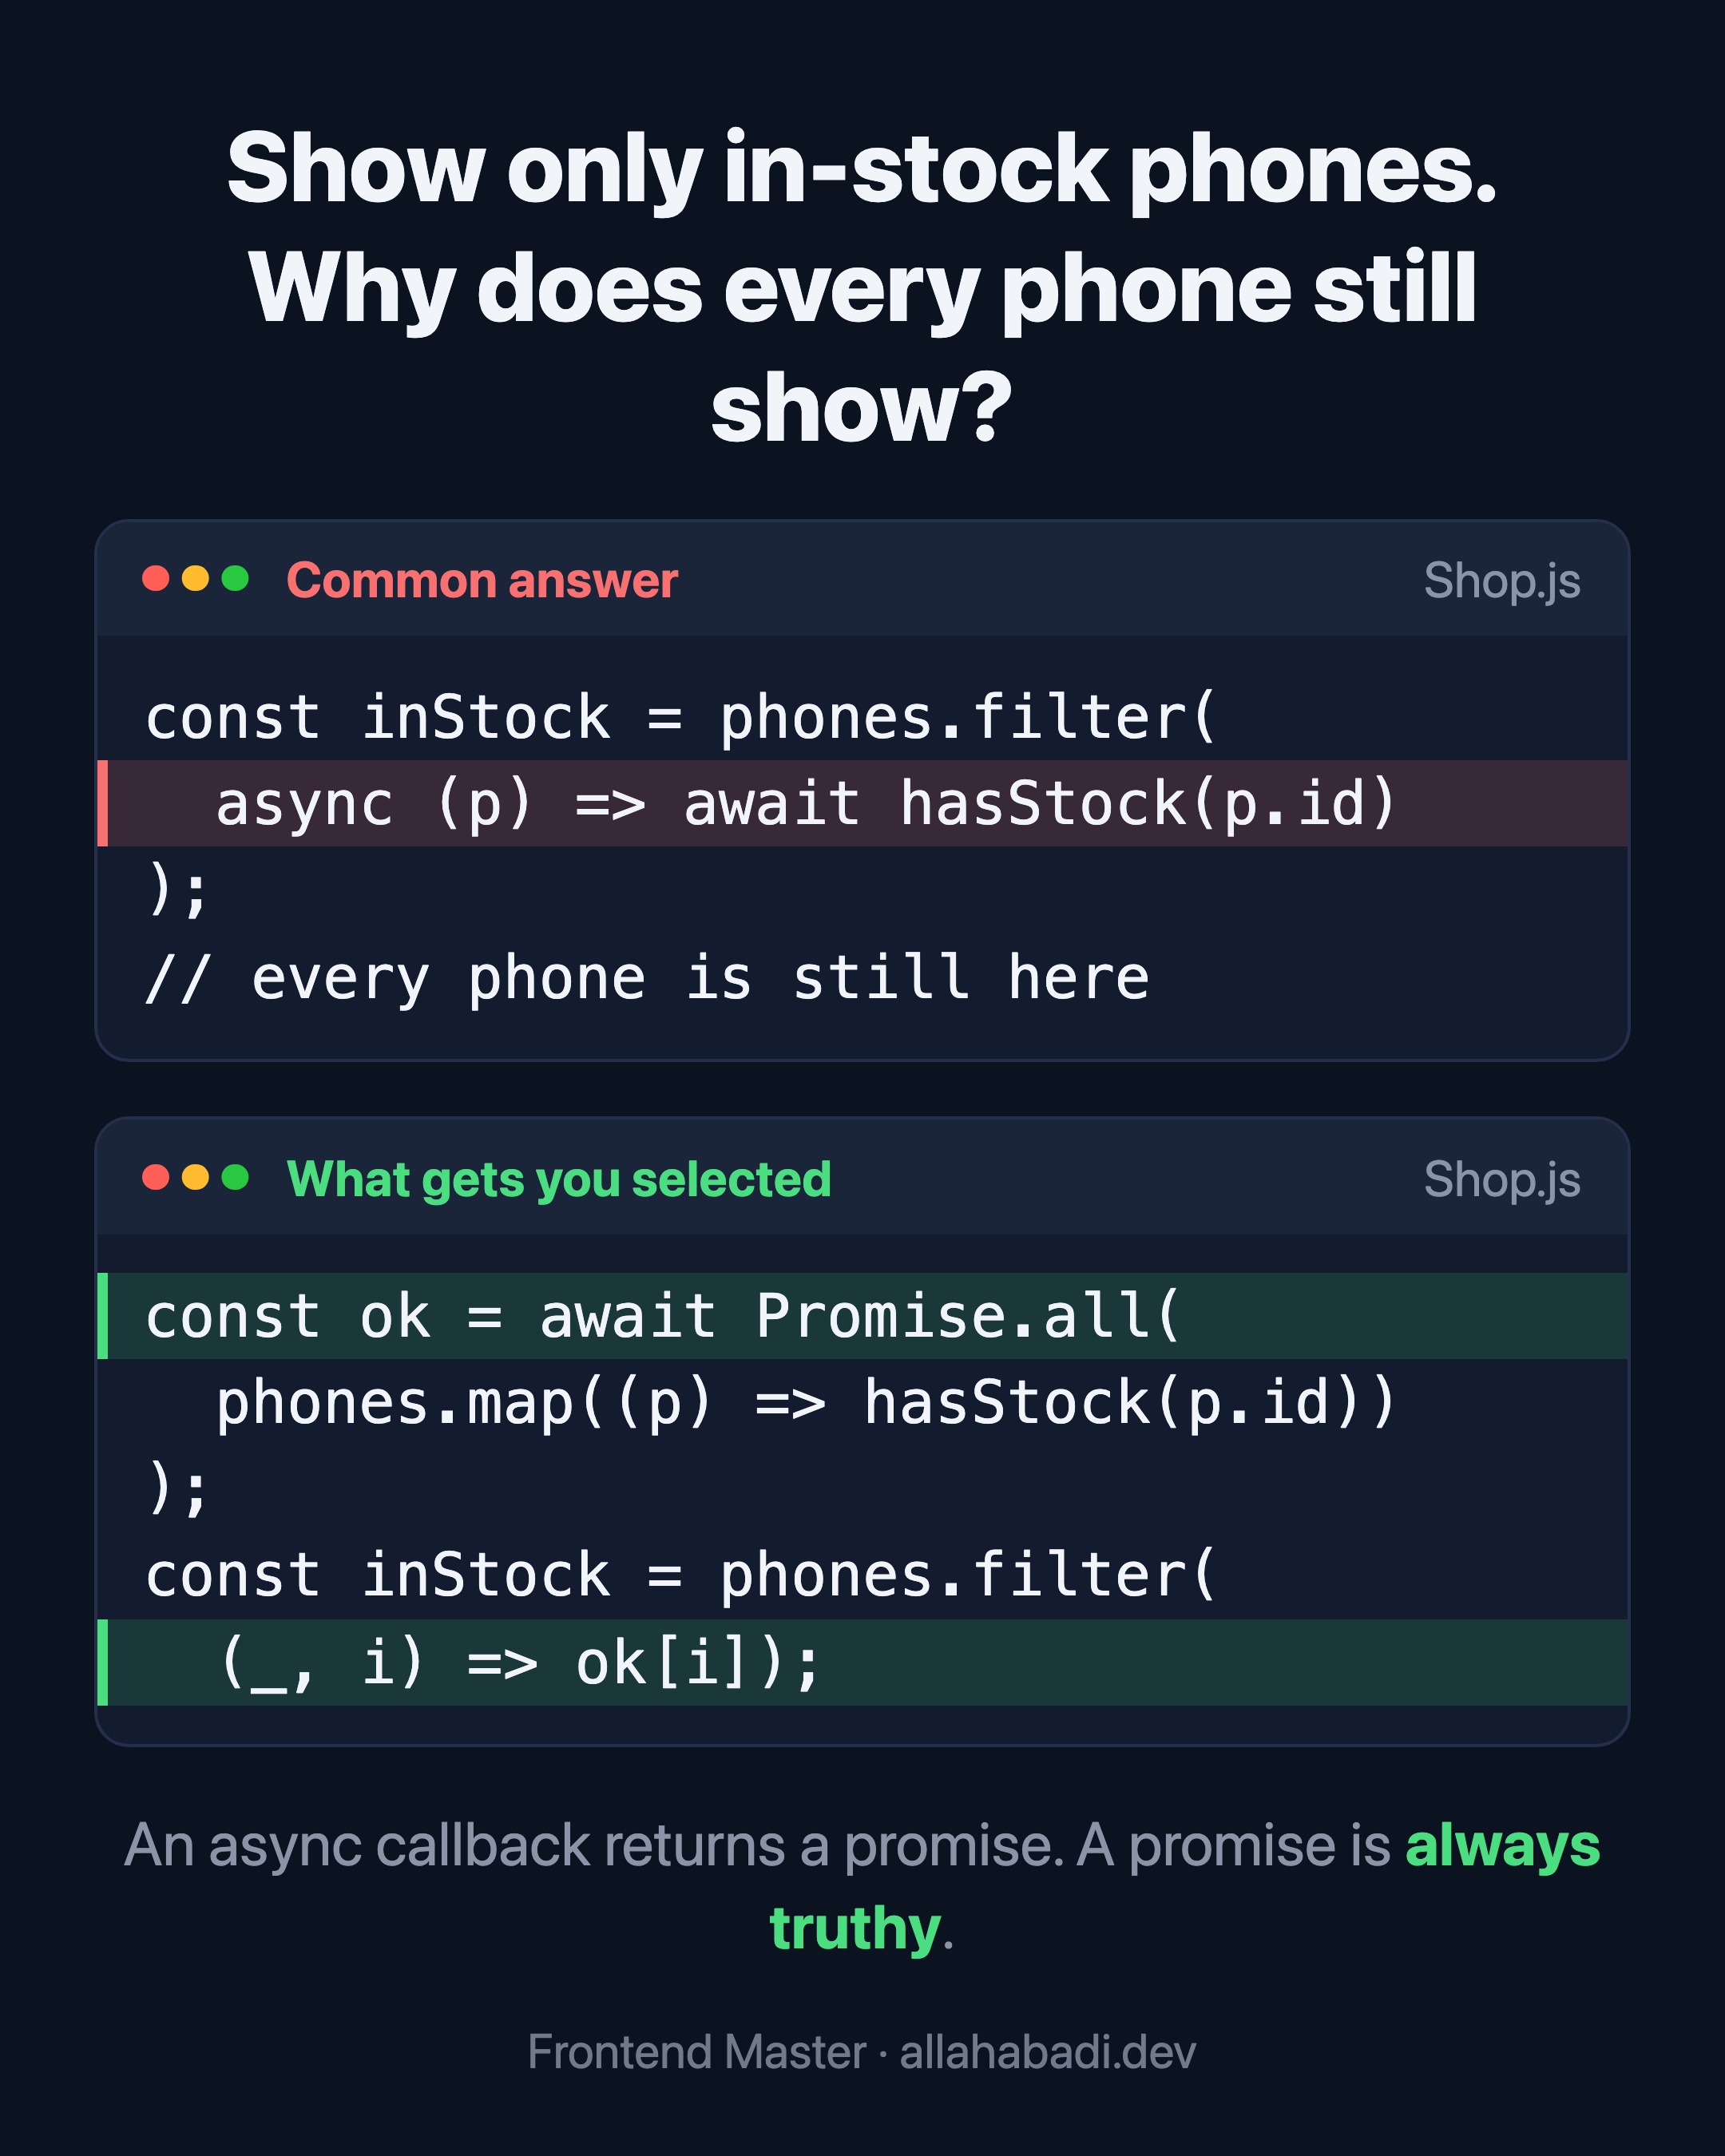 Show only in-stock phones.
Why does every phone still
show?
Common answer
Shop.js
const inStock = phones.filter(
  async (p) => await hasStock(p.id)
);
// every phone is still here
What gets you selected
Shop.js
const ok = await Promise.all(
  phones.map((p) => hasStock(p.id))
);
const inStock = phones.filter(
  (_, i) => ok[i]);
An async callback returns a promise. A promise is always
truthy.
Frontend Master · allahabadi.dev